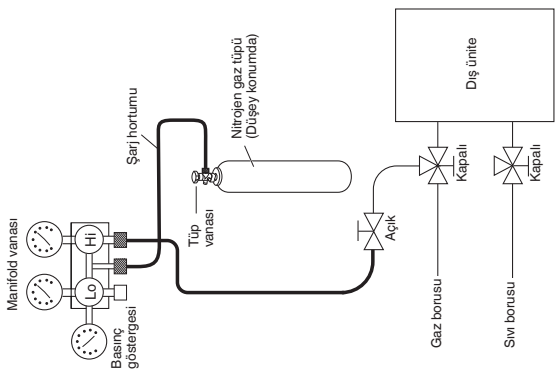 Manifold vanası
Hi
Lo
Basınç
göstergesi
Şarj hortumu
Tüp
vanası
Nitrojen gaz tüpü
(Düşey konumda)
Açık
Dış ünite
Kapalı
Kapalı
Gaz borusu
Sıvı borusu